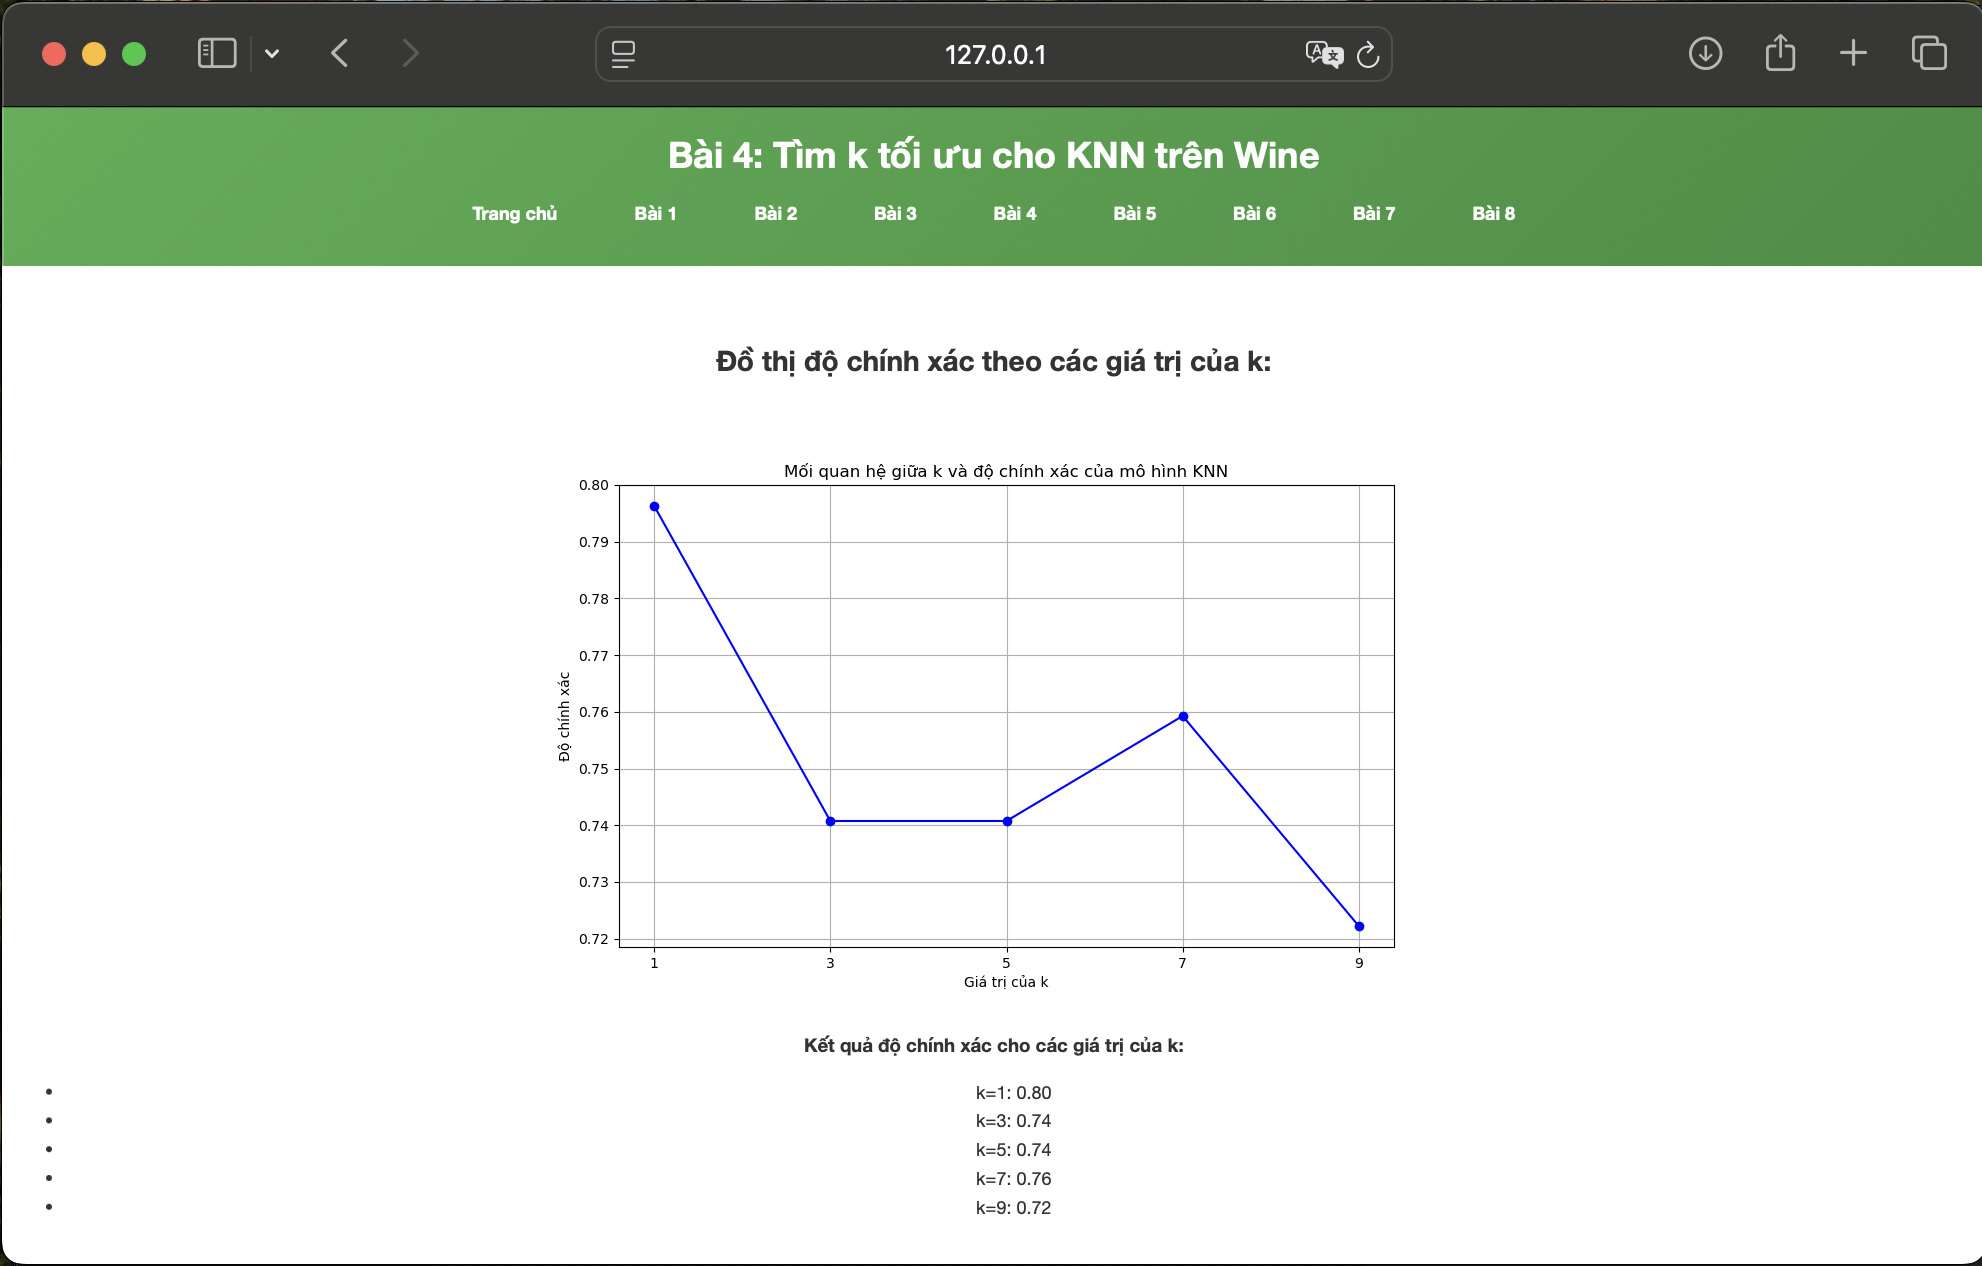 127.0.0.1
Bài 4: Tìm k tối ưu cho KNN trên Wine
Trang chủ Bài 1 Bài 2 Bài 3 Bài 4 Bài 5 Bài 6 Bài 7 Bài 8
Đồ thị độ chính xác theo các giá trị của k:
Mối quan hệ giữa k và độ chính xác của mô hình KNN
0.80
0.79
0.78
0.77
0.76
0.75
0.74
0.73
0.72
Độ chính xác
1 3 5 7 9
Giá trị của k
Kết quả độ chính xác cho các giá trị của k:
• k=1: 0.80
• k=3: 0.74
• k=5: 0.74
• k=7: 0.76
• k=9: 0.72